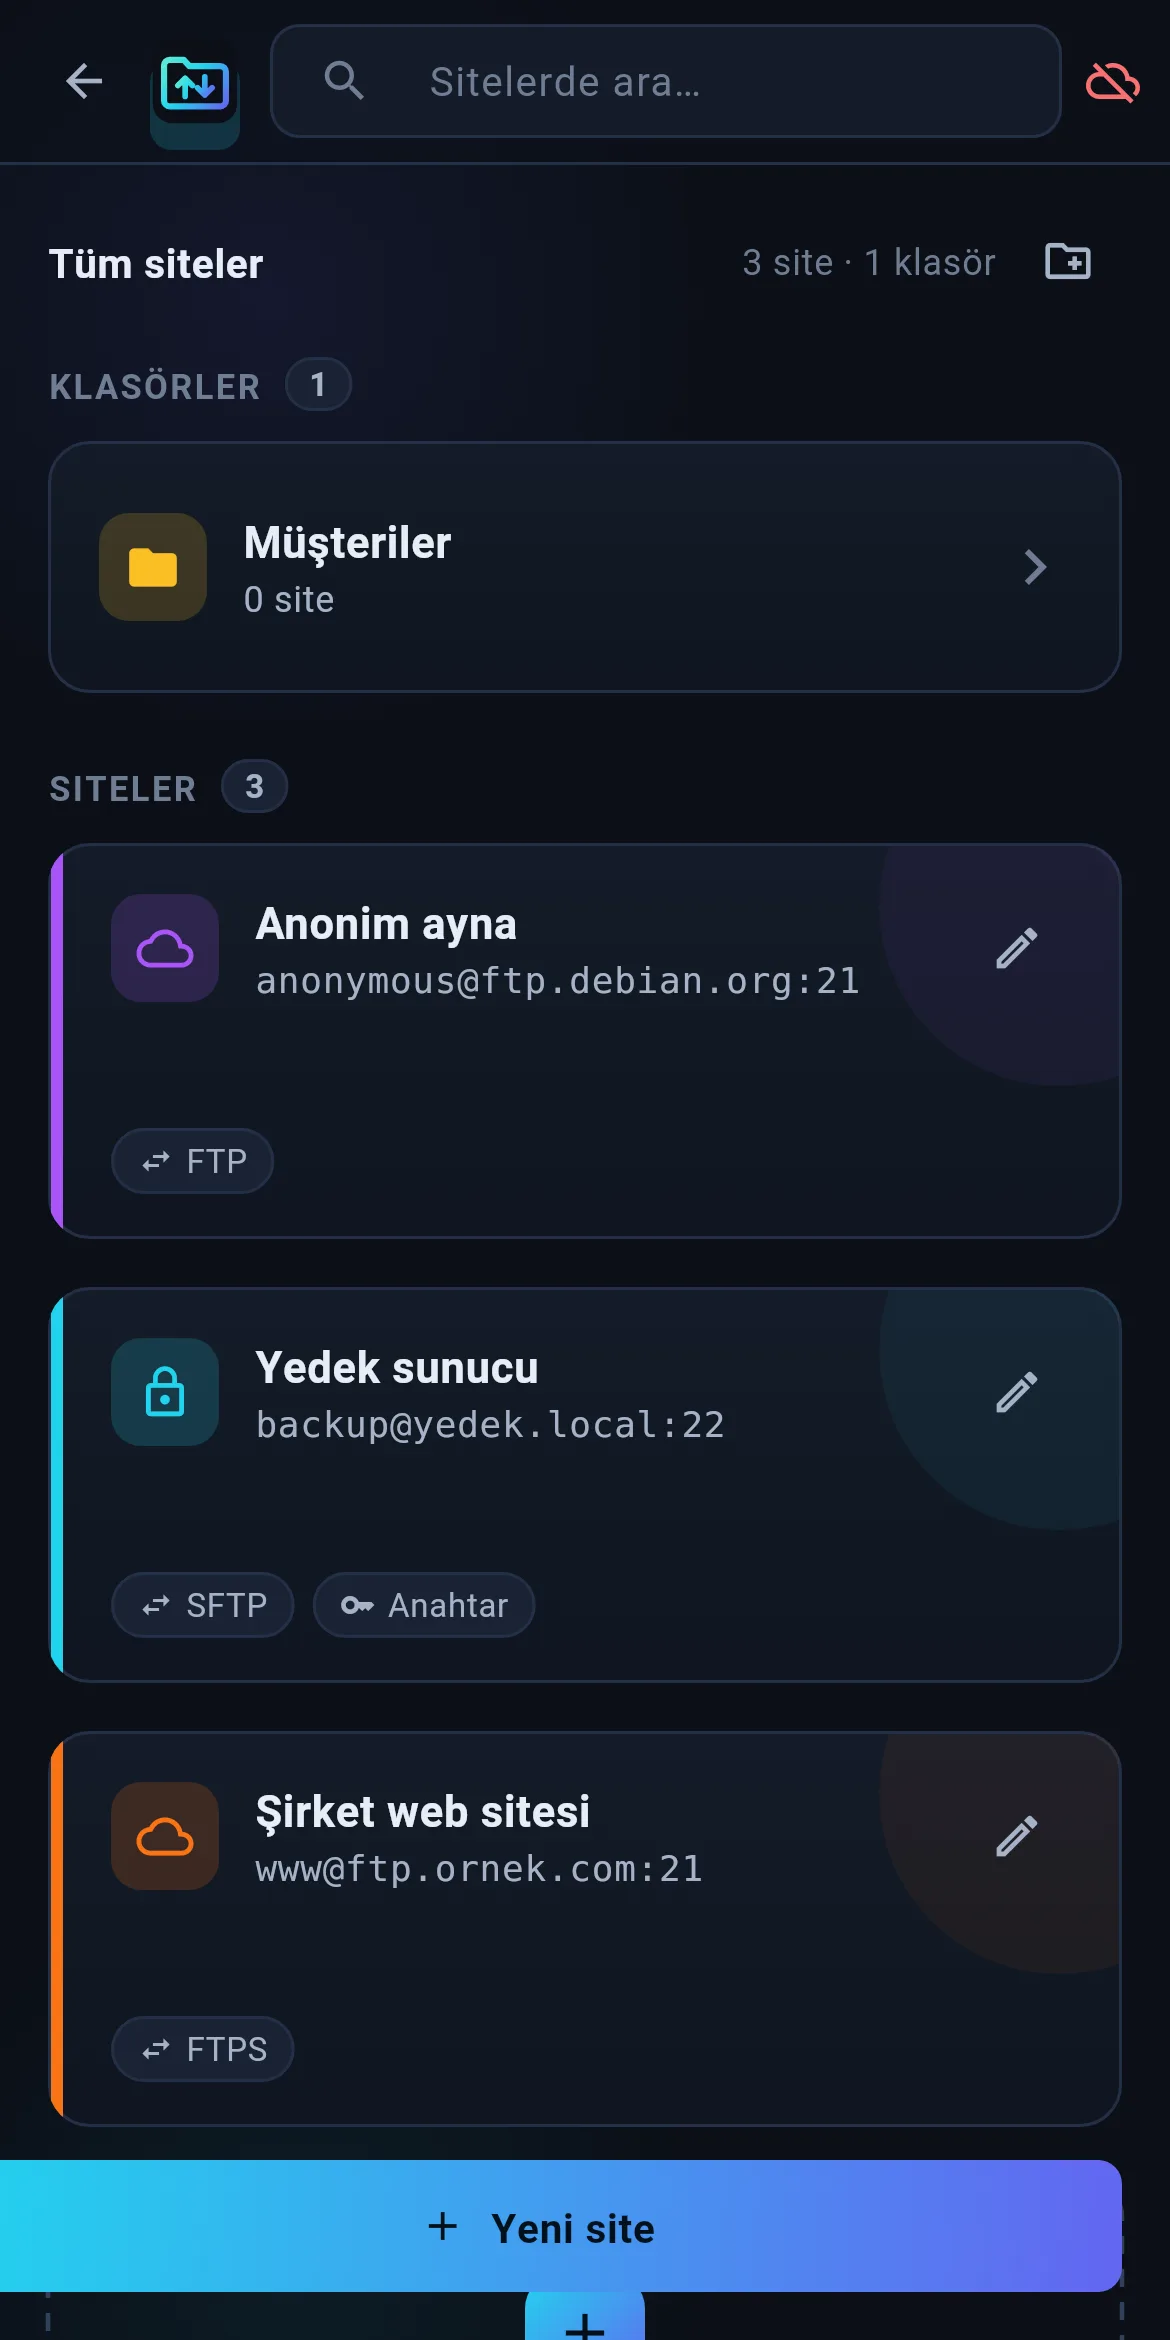 Sitelerde ara…
Tüm siteler
3 site · 1 klasör
KLASÖRLER 1
Müşteriler
0 site
SİTELER 3
Anonim ayna
anonymous@ftp.debian.org:21
FTP
Yedek sunucu
backup@yedek.local:22
SFTP Anahtar
Şirket web sitesi
www@ftp.ornek.com:21
FTPS
Yeni site